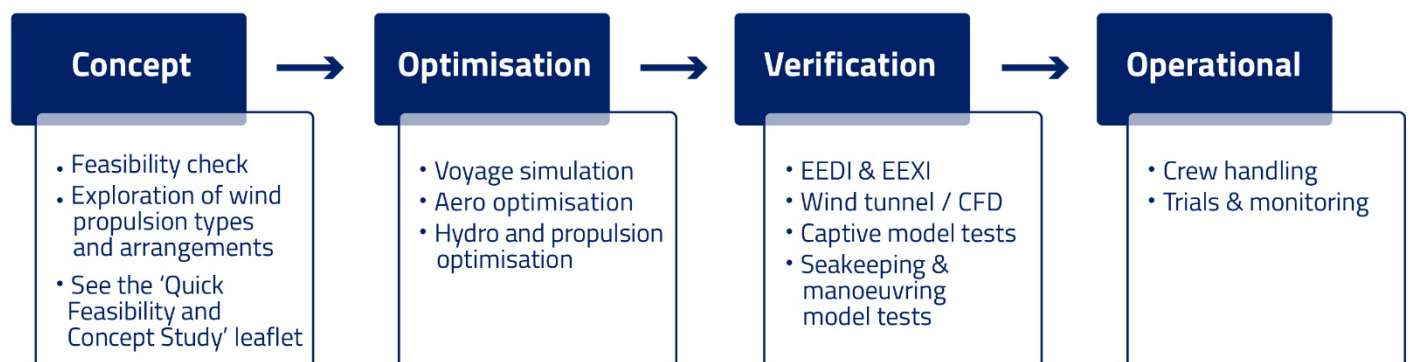 Concept
• Feasibility check
• Exploration of wind
propulsion types
and arrangements
• See the ‘Quick
Feasibility and
Concept Study’ leaflet
Optimisation
• Voyage simulation
• Aero optimisation
• Hydro and propulsion
optimisation
Verification
• EEDI & EEXI
• Wind tunnel / CFD
• Captive model tests
• Seakeeping &
manoeuvring
model tests
Operational
• Crew handling
• Trials & monitoring